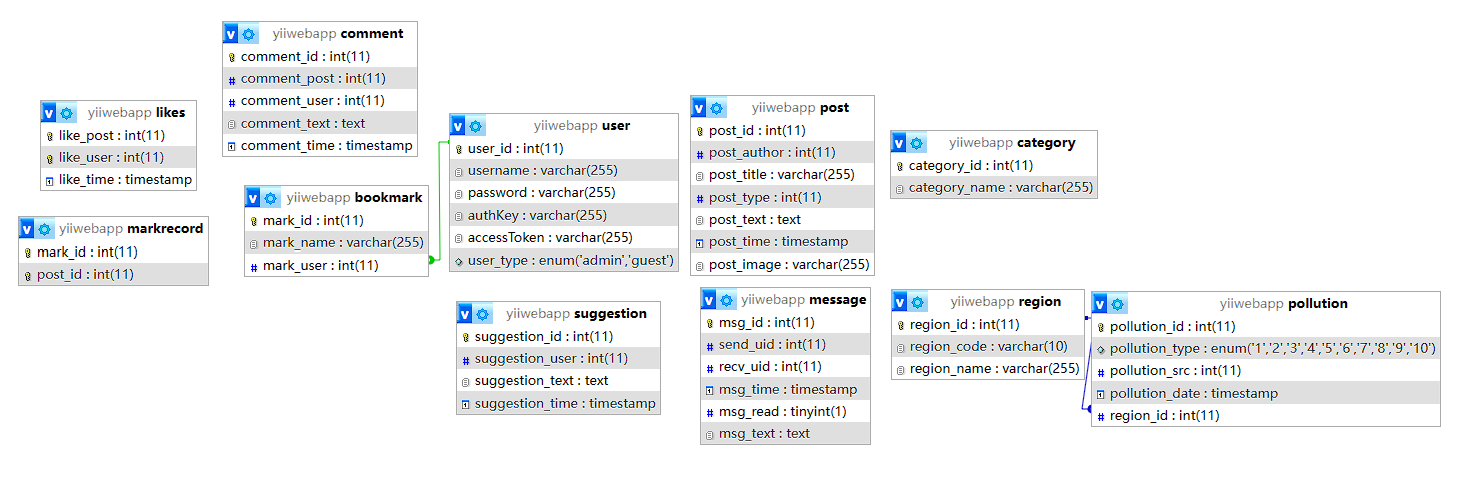 yiiwebapp comment
comment_id : int(11)
comment_post : int(11)
comment_user : int(11)
comment_text : text
comment_time : timestamp
yiiwebapp likes
like_post : int(11)
like_user : int(11)
like_time : timestamp
yiiwebapp markrecord
mark_id : int(11)
post_id : int(11)
yiiwebapp bookmark
mark_id : int(11)
mark_name : varchar(255)
mark_user : int(11)
yiiwebapp user
user_id : int(11)
username : varchar(255)
password : varchar(255)
authKey : varchar(255)
accessToken : varchar(255)
user_type : enum('admin','guest')
yiiwebapp suggestion
suggestion_id : int(11)
suggestion_user : int(11)
suggestion_text : text
suggestion_time : timestamp
yiiwebapp post
post_id : int(11)
post_author : int(11)
post_title : varchar(255)
post_type : int(11)
post_text : text
post_time : timestamp
post_image : varchar(255)
yiiwebapp message
msg_id : int(11)
send_uid : int(11)
recv_uid : int(11)
msg_time : timestamp
msg_read : tinyint(1)
msg_text : text
yiiwebapp category
category_id : int(11)
category_name : varchar(255)
yiiwebapp region
region_id : int(11)
region_code : varchar(10)
region_name : varchar(255)
yiiwebapp pollution
pollution_id : int(11)
pollution_type : enum('1','2','3','4','5','6','7','8','9','10')
pollution_src : int(11)
pollution_date : timestamp
region_id : int(11)